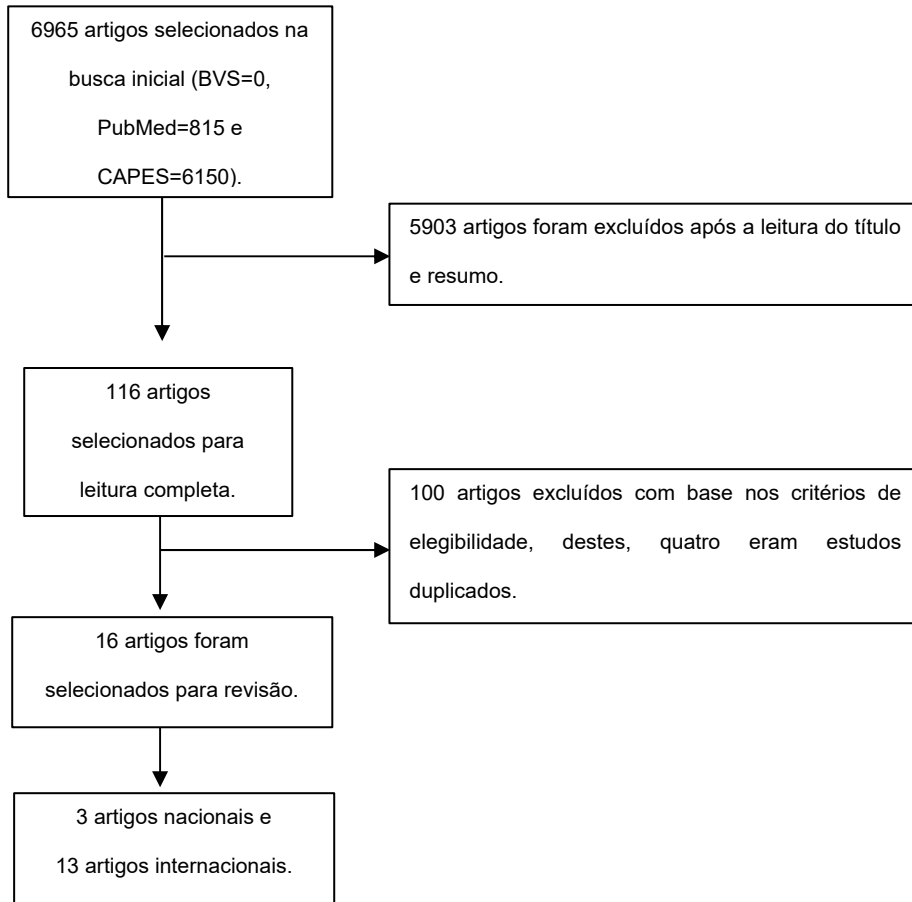 6965 artigos selecionados na
busca inicial (BVS=0,
PubMed=815 e
CAPES=6150).
5903 artigos foram excluídos após a leitura do título
e resumo.
116 artigos
selecionados para
leitura completa.
100 artigos excluídos com base nos critérios de
elegibilidade, destes, quatro eram estudos
duplicados.
16 artigos foram
selecionados para revisão.
3 artigos nacionais e
13 artigos internacionais.